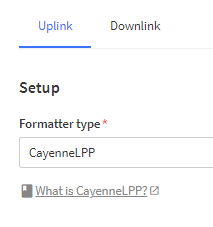 Uplink Downlink
Setup
Formatter type *
CayenneLPP
What is CayenneLPP?